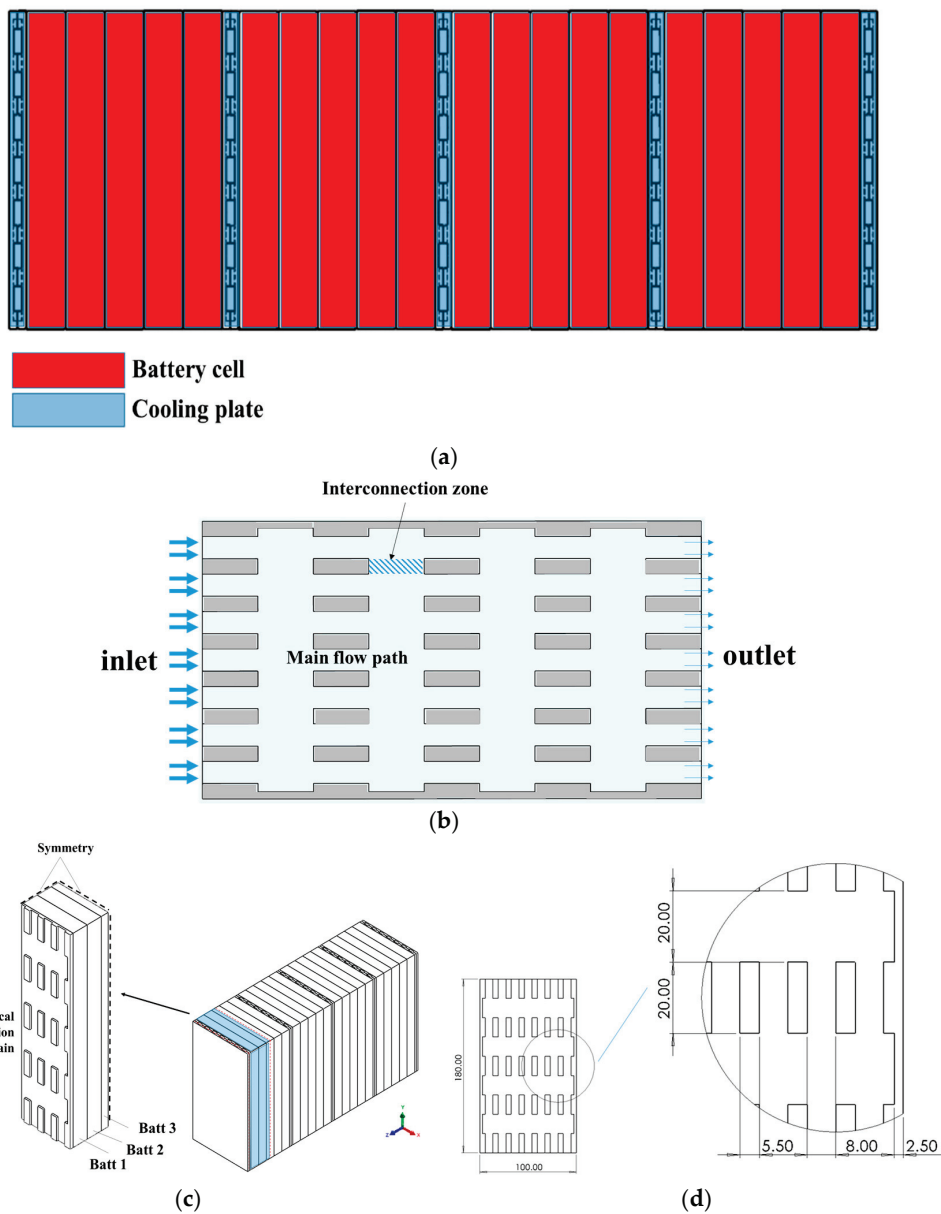 Battery cell
Cooling plate
(a)
Interconnection zone
inlet
Main flow path
outlet
(b)
Symmetry
Batt 3
Batt 2
Batt 1
180.00
100.00
20.00
20.00
5.50
8.00
2.50
Y
Z
X
(c)
(d)